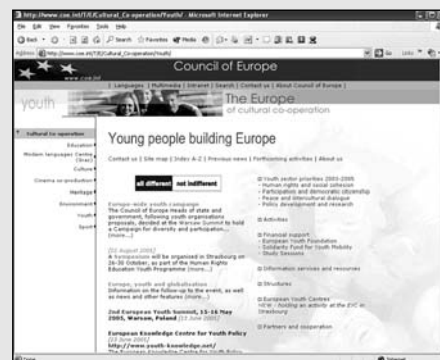 http://www.coe.int/T/E/Cultural_Co-operation/Youth/ - Microsoft Internet Explorer
File Edit View Favorites Tools Help
Back Search Favorites Media
Address http://www.coe.int/T/E/Cultural_Co-operation/Youth/ Go Links
Council of Europe
www.coe.int
| Languages | Multimedia | Intranet | Search | Contact us | About Council of Europe |
youth
The Europe
of cultural co-operation
Cultural Co-operation
Education
Modern languages Centre
(Graz)
Culture
Cinema co-production
Heritage
Environment
Youth
Sport
Young people building Europe
Contact us | Site map | Index A-Z | Previous news | Forthcoming activities | About us
all different not indifferent
Europe-wide youth campaign
The Council of Europe Heads of state and
government, following youth organisations
proposals, decided at the Warsaw Summit to hold
a Campaign for diversity and participation...
(more...)
[01 August 2005]
A symposium will be organised in Strasbourg on
26-30 October, as part of the Human Rights
Education Youth Programme (more...)
Europe, youth and globalisation
Information on the follow-up to the event, as well
as news and other features (more...)
2nd European Youth Summit, 15-16 May
2005, Warsaw, Poland [13 June 2005]
European Knowledge Centre for Youth Policy
[13 June 2005]
http://www.youth-knowledge.net/
The European Knowledge Centre for Youth
Youth sector priorities 2003-2005
- Human rights and social cohesion
- Participation and democratic citizenship
- Peace and intercultural dialogue
- Policy development and research
Activities
Financial support
- European Youth Foundation
- Solidarity Fund for Youth Mobility
- Study Sessions
Information services and resources
Structures
European Youth Centres
NEW - holding an activity at the EYC in
Strasbourg
Partners and cooperation
Done
Internet